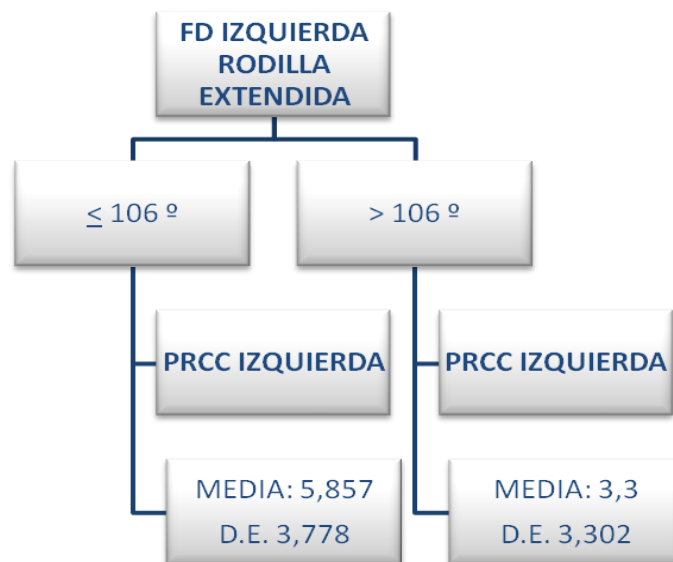 FD IZQUIERDA
RODILLA
EXTENDIDA
≤ 106 º
> 106 º
PRCC IZQUIERDA
PRCC IZQUIERDA
MEDIA: 5,857
D.E. 3,778
MEDIA: 3,3
D.E. 3,302